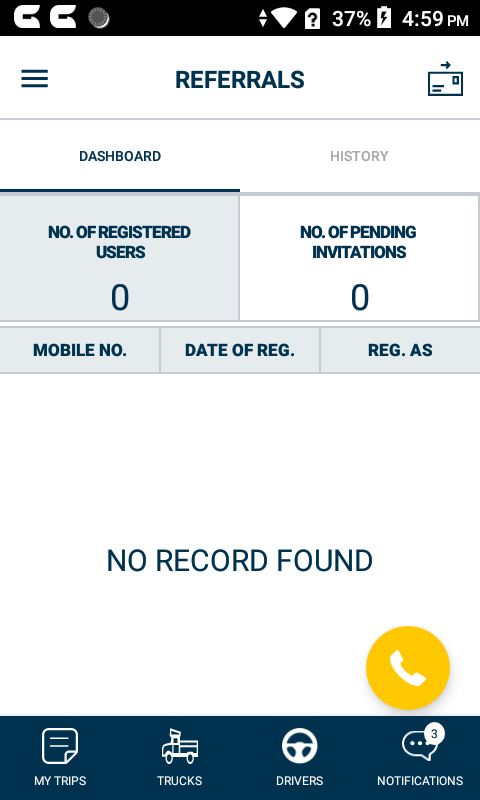 37% 4:59 PM
REFERRALS
DASHBOARD HISTORY
NO. OF REGISTERED
USERS
0
NO. OF PENDING
INVITATIONS
0
MOBILE NO. DATE OF REG. REG. AS
NO RECORD FOUND
3
MY TRIPS TRUCKS DRIVERS NOTIFICATIONS